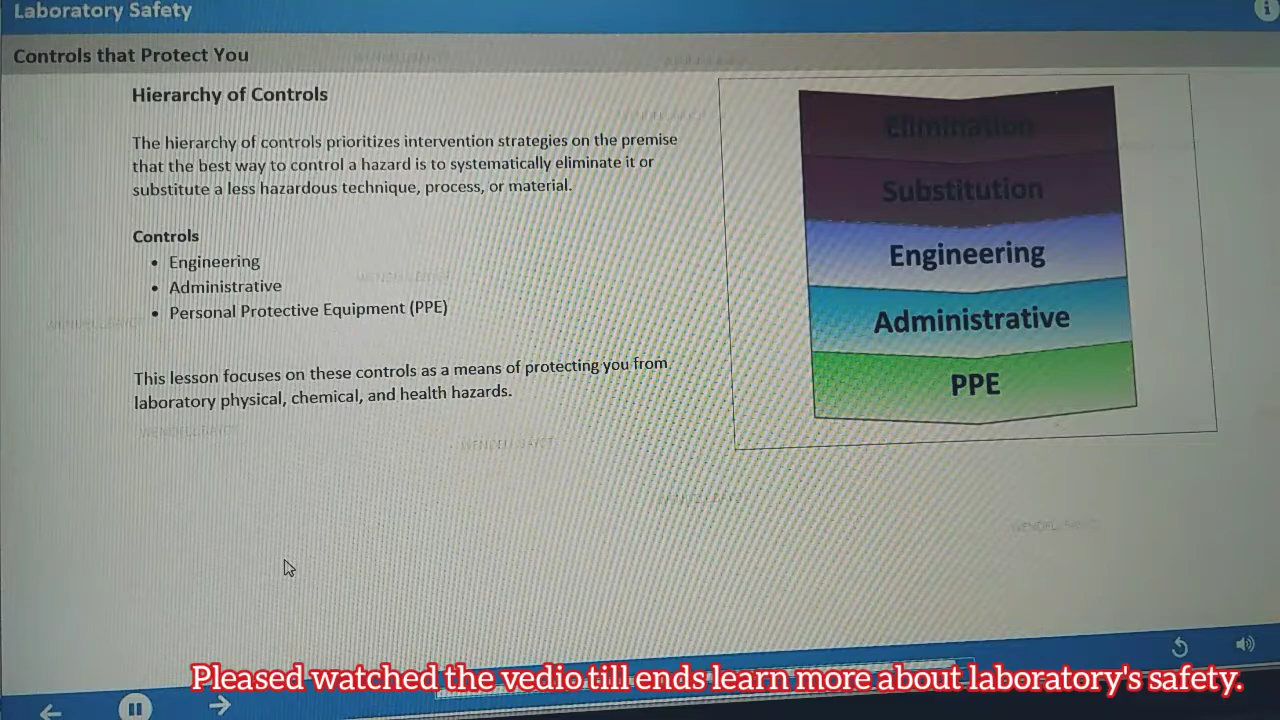 Laboratory Safety
i
Controls that Protect You
Hierarchy of Controls
The hierarchy of controls prioritizes intervention strategies on the premise
that the best way to control a hazard is to systematically eliminate it or
substitute a less hazardous technique, process, or material.
Controls
• Engineering
• Administrative
• Personal Protective Equipment (PPE)
This lesson focuses on these controls as a means of protecting you from
laboratory physical, chemical, and health hazards.
Elimination
Substitution
Engineering
Administrative
PPE
Pleased watched the vedio till ends learn more about laboratory's safety.